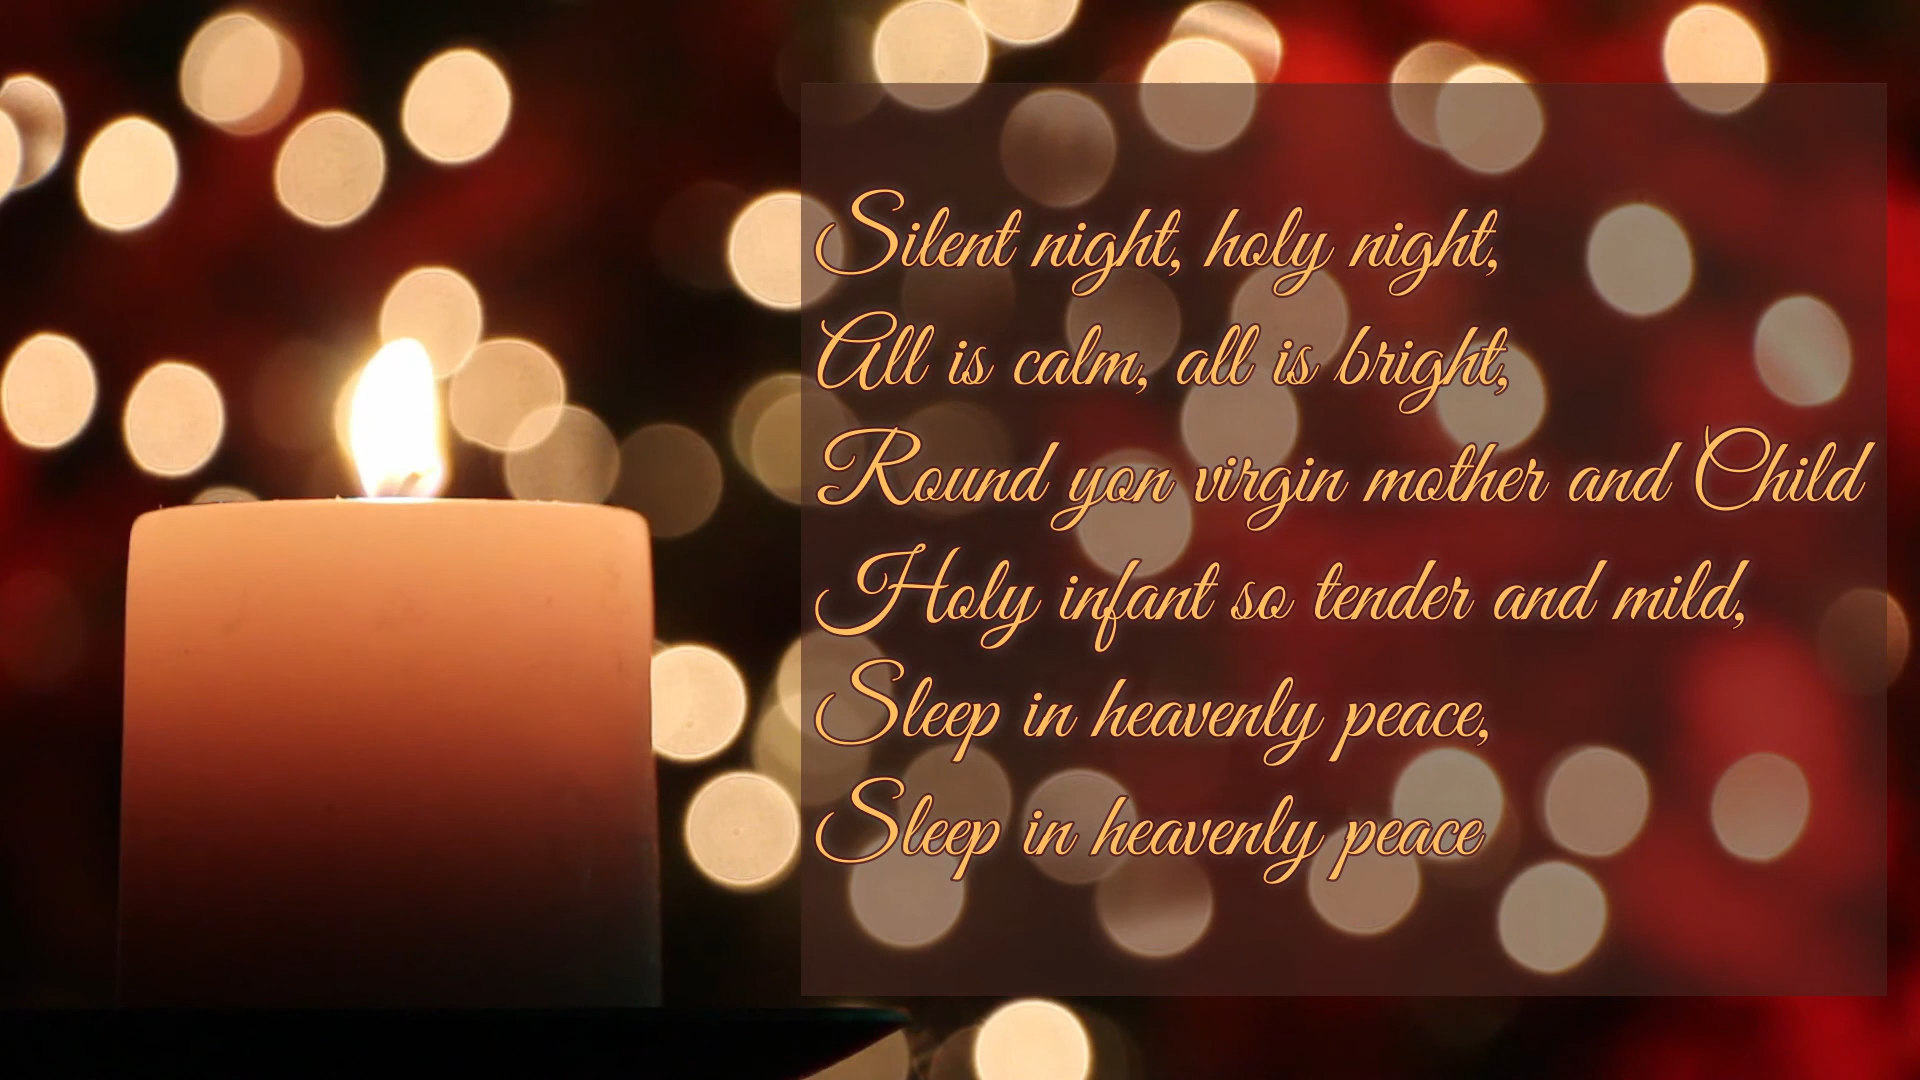 Silent night, holy night,
All is calm, all is bright,
Round yon virgin mother and Child
Holy infant so tender and mild,
Sleep in heavenly peace,
Sleep in heavenly peace